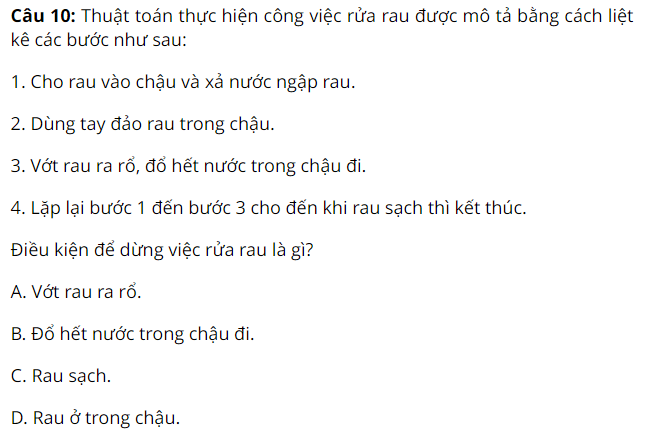 Câu 10: Thuật toán thực hiện công việc rửa rau được mô tả bằng cách liệt
kê các bước như sau:
1. Cho rau vào chậu và xả nước ngập rau.
2. Dùng tay đảo rau trong chậu.
3. Vớt rau ra rổ, đổ hết nước trong chậu đi.
4. Lặp lại bước 1 đến bước 3 cho đến khi rau sạch thì kết thúc.
Điều kiện để dừng việc rửa rau là gì?
A. Vớt rau ra rổ.
B. Đổ hết nước trong chậu đi.
C. Rau sạch.
D. Rau ở trong chậu.